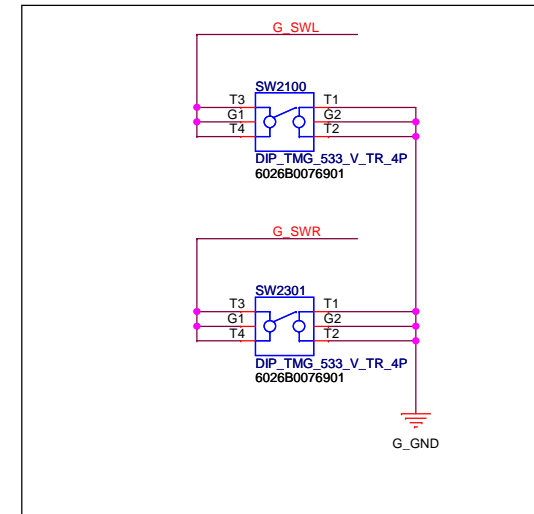 G_SWL
SW2100
T3 T1
G1 G2
T4 T2
DIP_TMG_533_V_TR_4P
6026B0076901
G_SWR
SW2301
T3 T1
G1 G2
T4 T2
DIP_TMG_533_V_TR_4P
6026B0076901
G_GND